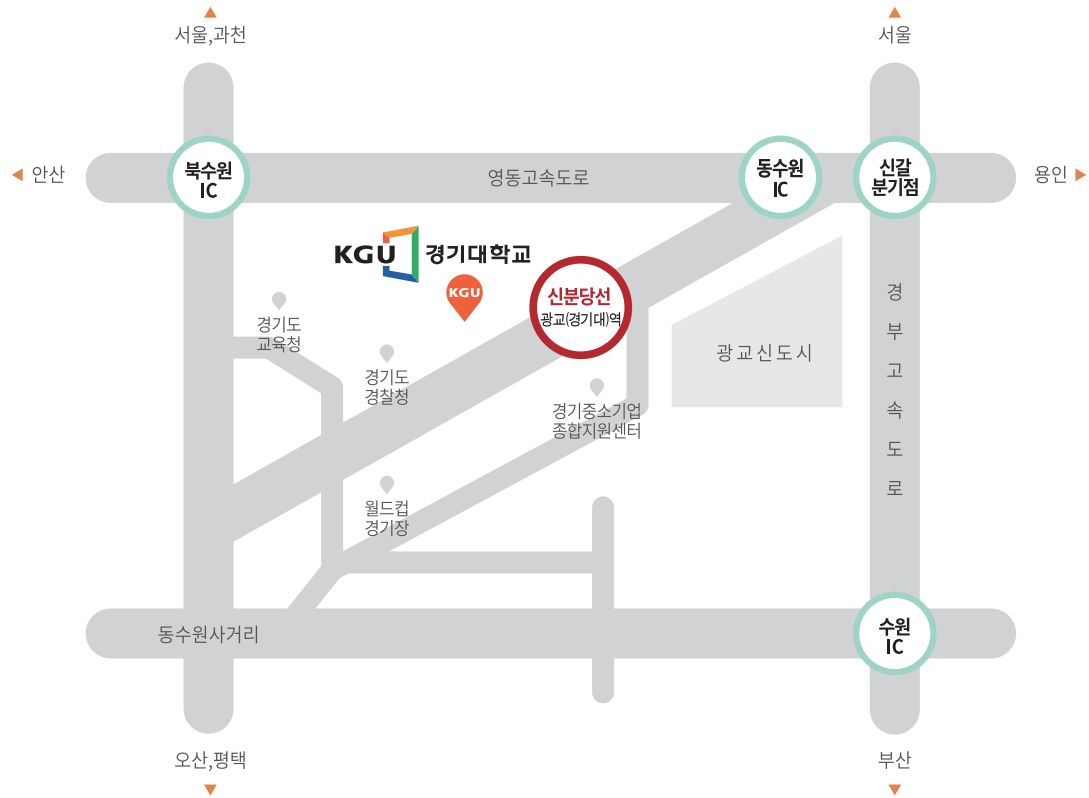 서울,과천
서울
안산
북수원
IC
영동고속도로
동수원
IC
신갈
분기점
용인
KGU 경기대학교
KGU
신분당선
광교(경기대)역
경기도
교육청
경기도
경찰청
광교신도시
경부고속도로
경기중소기업
종합지원센터
월드컵
경기장
동수원사거리
수원
IC
오산,평택
부산